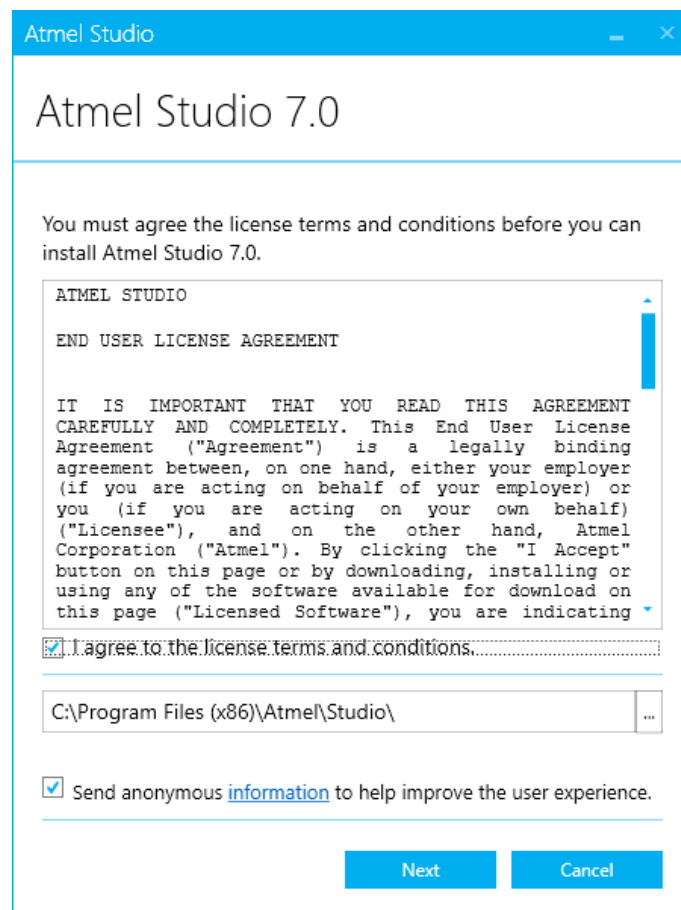 Atmel Studio
Atmel Studio 7.0
You must agree the license terms and conditions before you can
install Atmel Studio 7.0.
ATMEL STUDIO
END USER LICENSE AGREEMENT
IT IS IMPORTANT THAT YOU READ THIS AGREEMENT
CAREFULLY AND COMPLETELY. This End User License
Agreement ("Agreement") is a legally binding
agreement between, on one hand, either your employer
(if you are acting on behalf of your employer) or
you (if you are acting on your own behalf)
("Licensee"), and on the other hand, Atmel
Corporation ("Atmel"). By clicking the "I Accept"
button on this page or by downloading, installing or
using any of the software available for download on
this page ("Licensed Software"), you are indicating
I agree to the license terms and conditions.
C:\Program Files (x86)\Atmel\Studio\
...
Send anonymous information to help improve the user experience.
Next Cancel